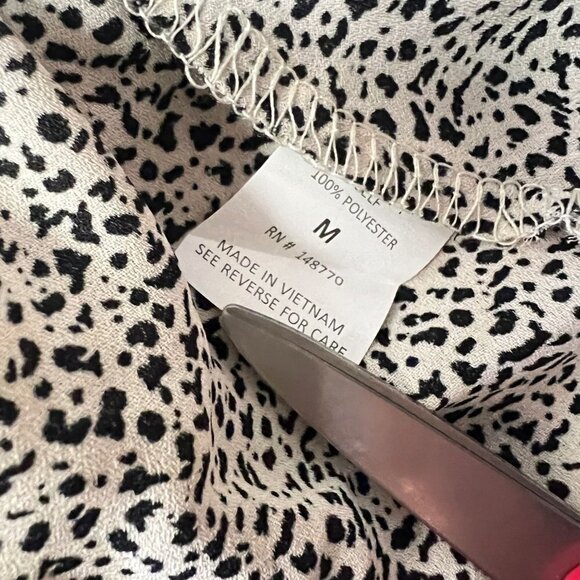 100% POLYESTER
M
RN # 148770
MADE IN VIETNAM
SEE REVERSE FOR CARE